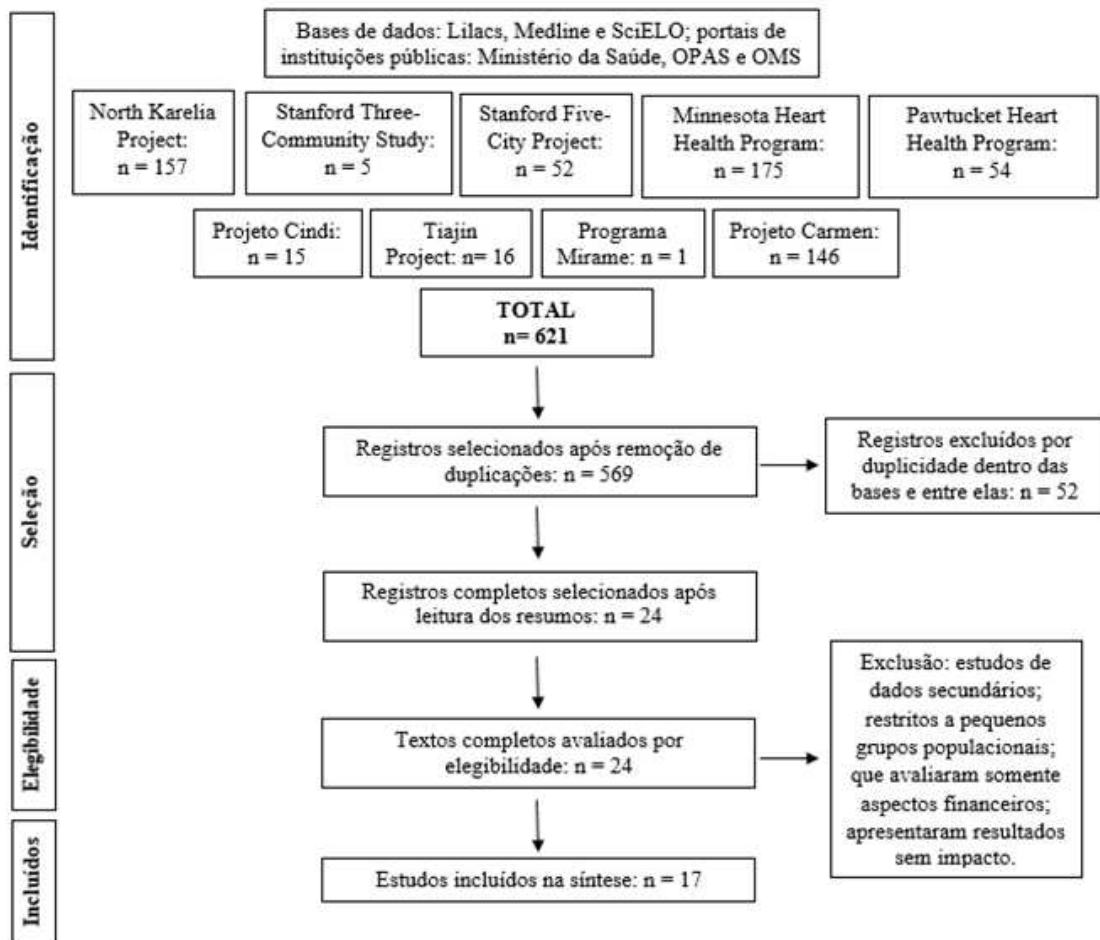 Identificação
Bases de dados: Lilacs, Medline e SciELO; portais de
instituições públicas: Ministério da Saúde, OPAS e OMS
North Karelia
Project:
n = 157
Stanford Three-
Community Study:
n = 5
Stanford Five-
City Project:
n = 52
Minnesota Heart
Health Program:
n = 175
Pawtucket Heart
Health Program:
n = 54
Projeto Cindi:
n = 15
Tiajin
Project: n= 16
Programa
Mirame: n = 1
Projeto Carmen:
n = 146
TOTAL
n= 621
Seleção
Registros selecionados após remoção de
duplicações: n = 569
Registros excluídos por
duplicidade dentro das
bases e entre elas: n = 52
Registros completos selecionados após
leitura dos resumos: n = 24
Elegibilidade
Textos completos avaliados por
elegibilidade: n = 24
Exclusão: estudos de
dados secundários;
restritos a pequenos
grupos populacionais;
que avaliaram somente
aspectos financeiros;
apresentaram resultados
sem impacto.
Incluídos
Estudos incluídos na síntese: n = 17